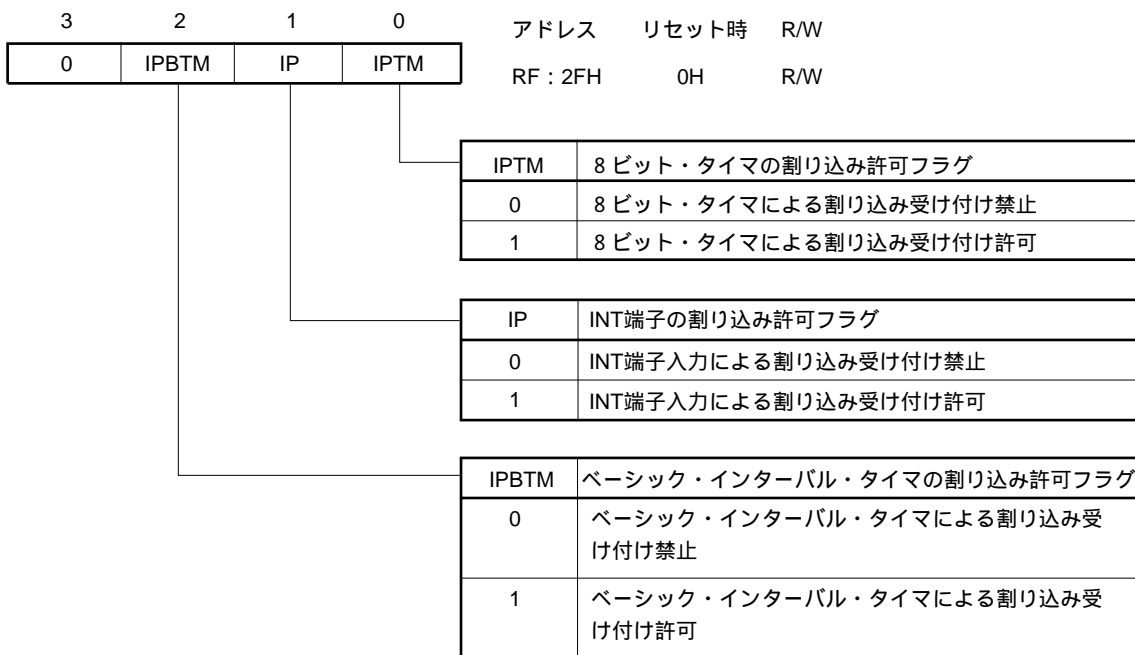 3 2 1 0 アドレス リセット時 R/W
0 IPBTM IP IPTM RF：2FH 0H R/W
IPTM 8 ビット・タイマの割り込み許可フラグ
0 8 ビット・タイマによる割り込み受け付け禁止
1 8 ビット・タイマによる割り込み受け付け許可
IP INT端子の割り込み許可フラグ
0 INT端子入力による割り込み受け付け禁止
1 INT端子入力による割り込み受け付け許可
IPBTM ベーシック・インターバル・タイマの割り込み許可フラグ
0 ベーシック・インターバル・タイマによる割り込み受
け付け禁止
1 ベーシック・インターバル・タイマによる割り込み受
け付け許可